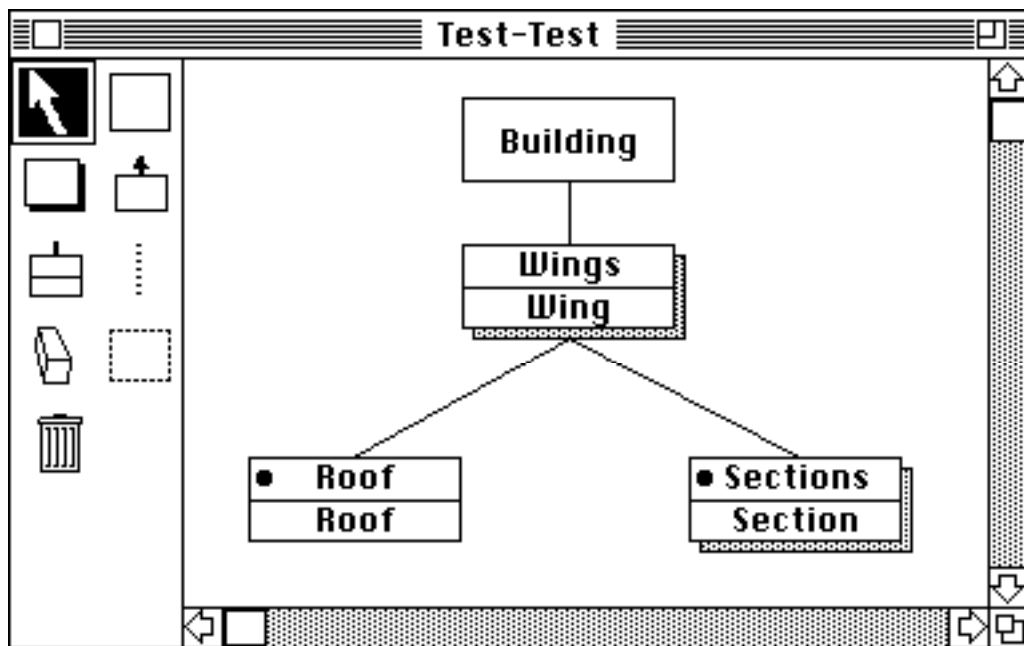 Test-Test
Building
Wings
Wing
Roof
Roof
Sections
Section